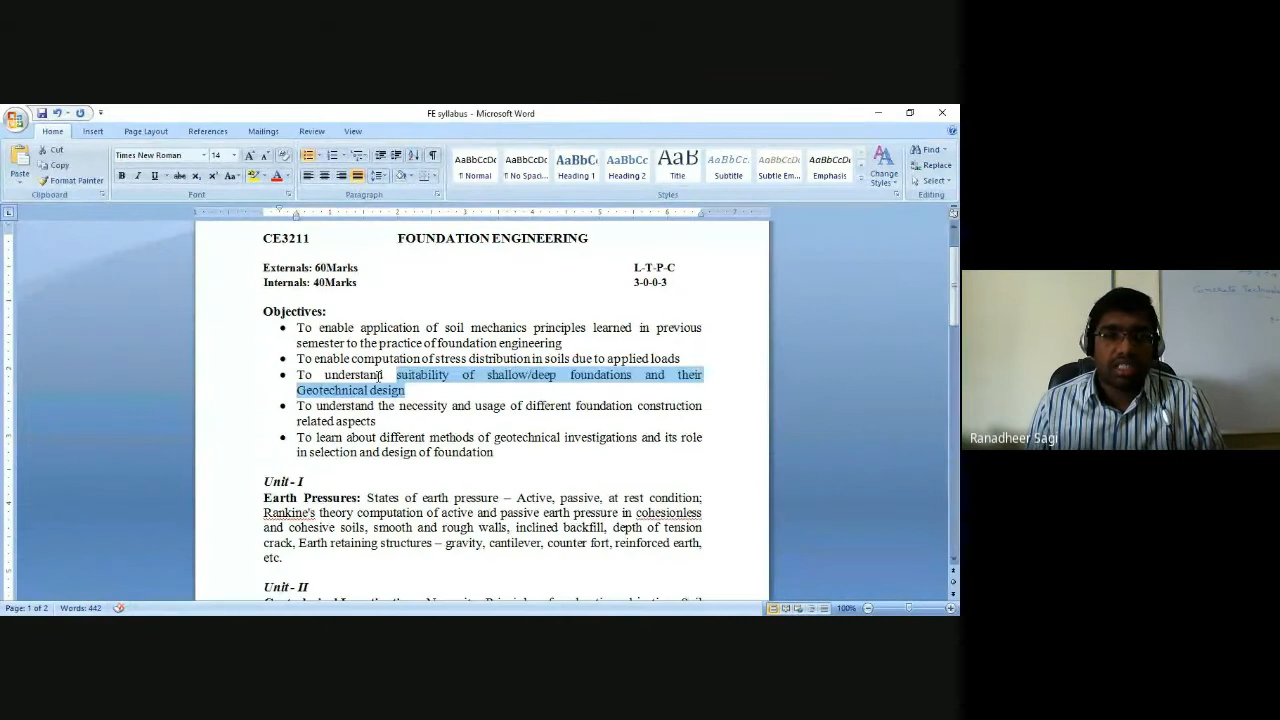 FE syllabus - Microsoft Word
Home Insert Page Layout References Mailings Review View
Cut
Copy
Format Painter
Paste
Clipboard
Times New Roman 14
Font
Paragraph
AaBbCcDc AaBbCcDc AaBbC AaBbCc AaB AaBbCc. AaBbCcDc AaBbCcDc
¶ Normal ¶ No Spaci... Heading 1 Heading 2 Title Subtitle Subtle Em... Emphasis
Change Styles
Styles
Find
Replace
Select
Editing
CE3211 FOUNDATION ENGINEERING
Externals: 60Marks L-T-P-C
Internals: 40Marks 3-0-0-3
Objectives:
• To enable application of soil mechanics principles learned in previous
semester to the practice of foundation engineering
• To enable computation of stress distribution in soils due to applied loads
• To understand suitability of shallow/deep foundations and their
Geotechnical design
• To understand the necessity and usage of different foundation construction
related aspects
• To learn about different methods of geotechnical investigations and its role
in selection and design of foundation
Unit - I
Earth Pressures: States of earth pressure – Active, passive, at rest condition;
Rankine's theory computation of active and passive earth pressure in cohesionless
and cohesive soils, smooth and rough walls, inclined backfill, depth of tension
crack, Earth retaining structures – gravity, cantilever, counter fort, reinforced earth,
etc.
Unit - II
Page: 1 of 2 Words: 442 100%
Concrete
Ranadheer Sagi